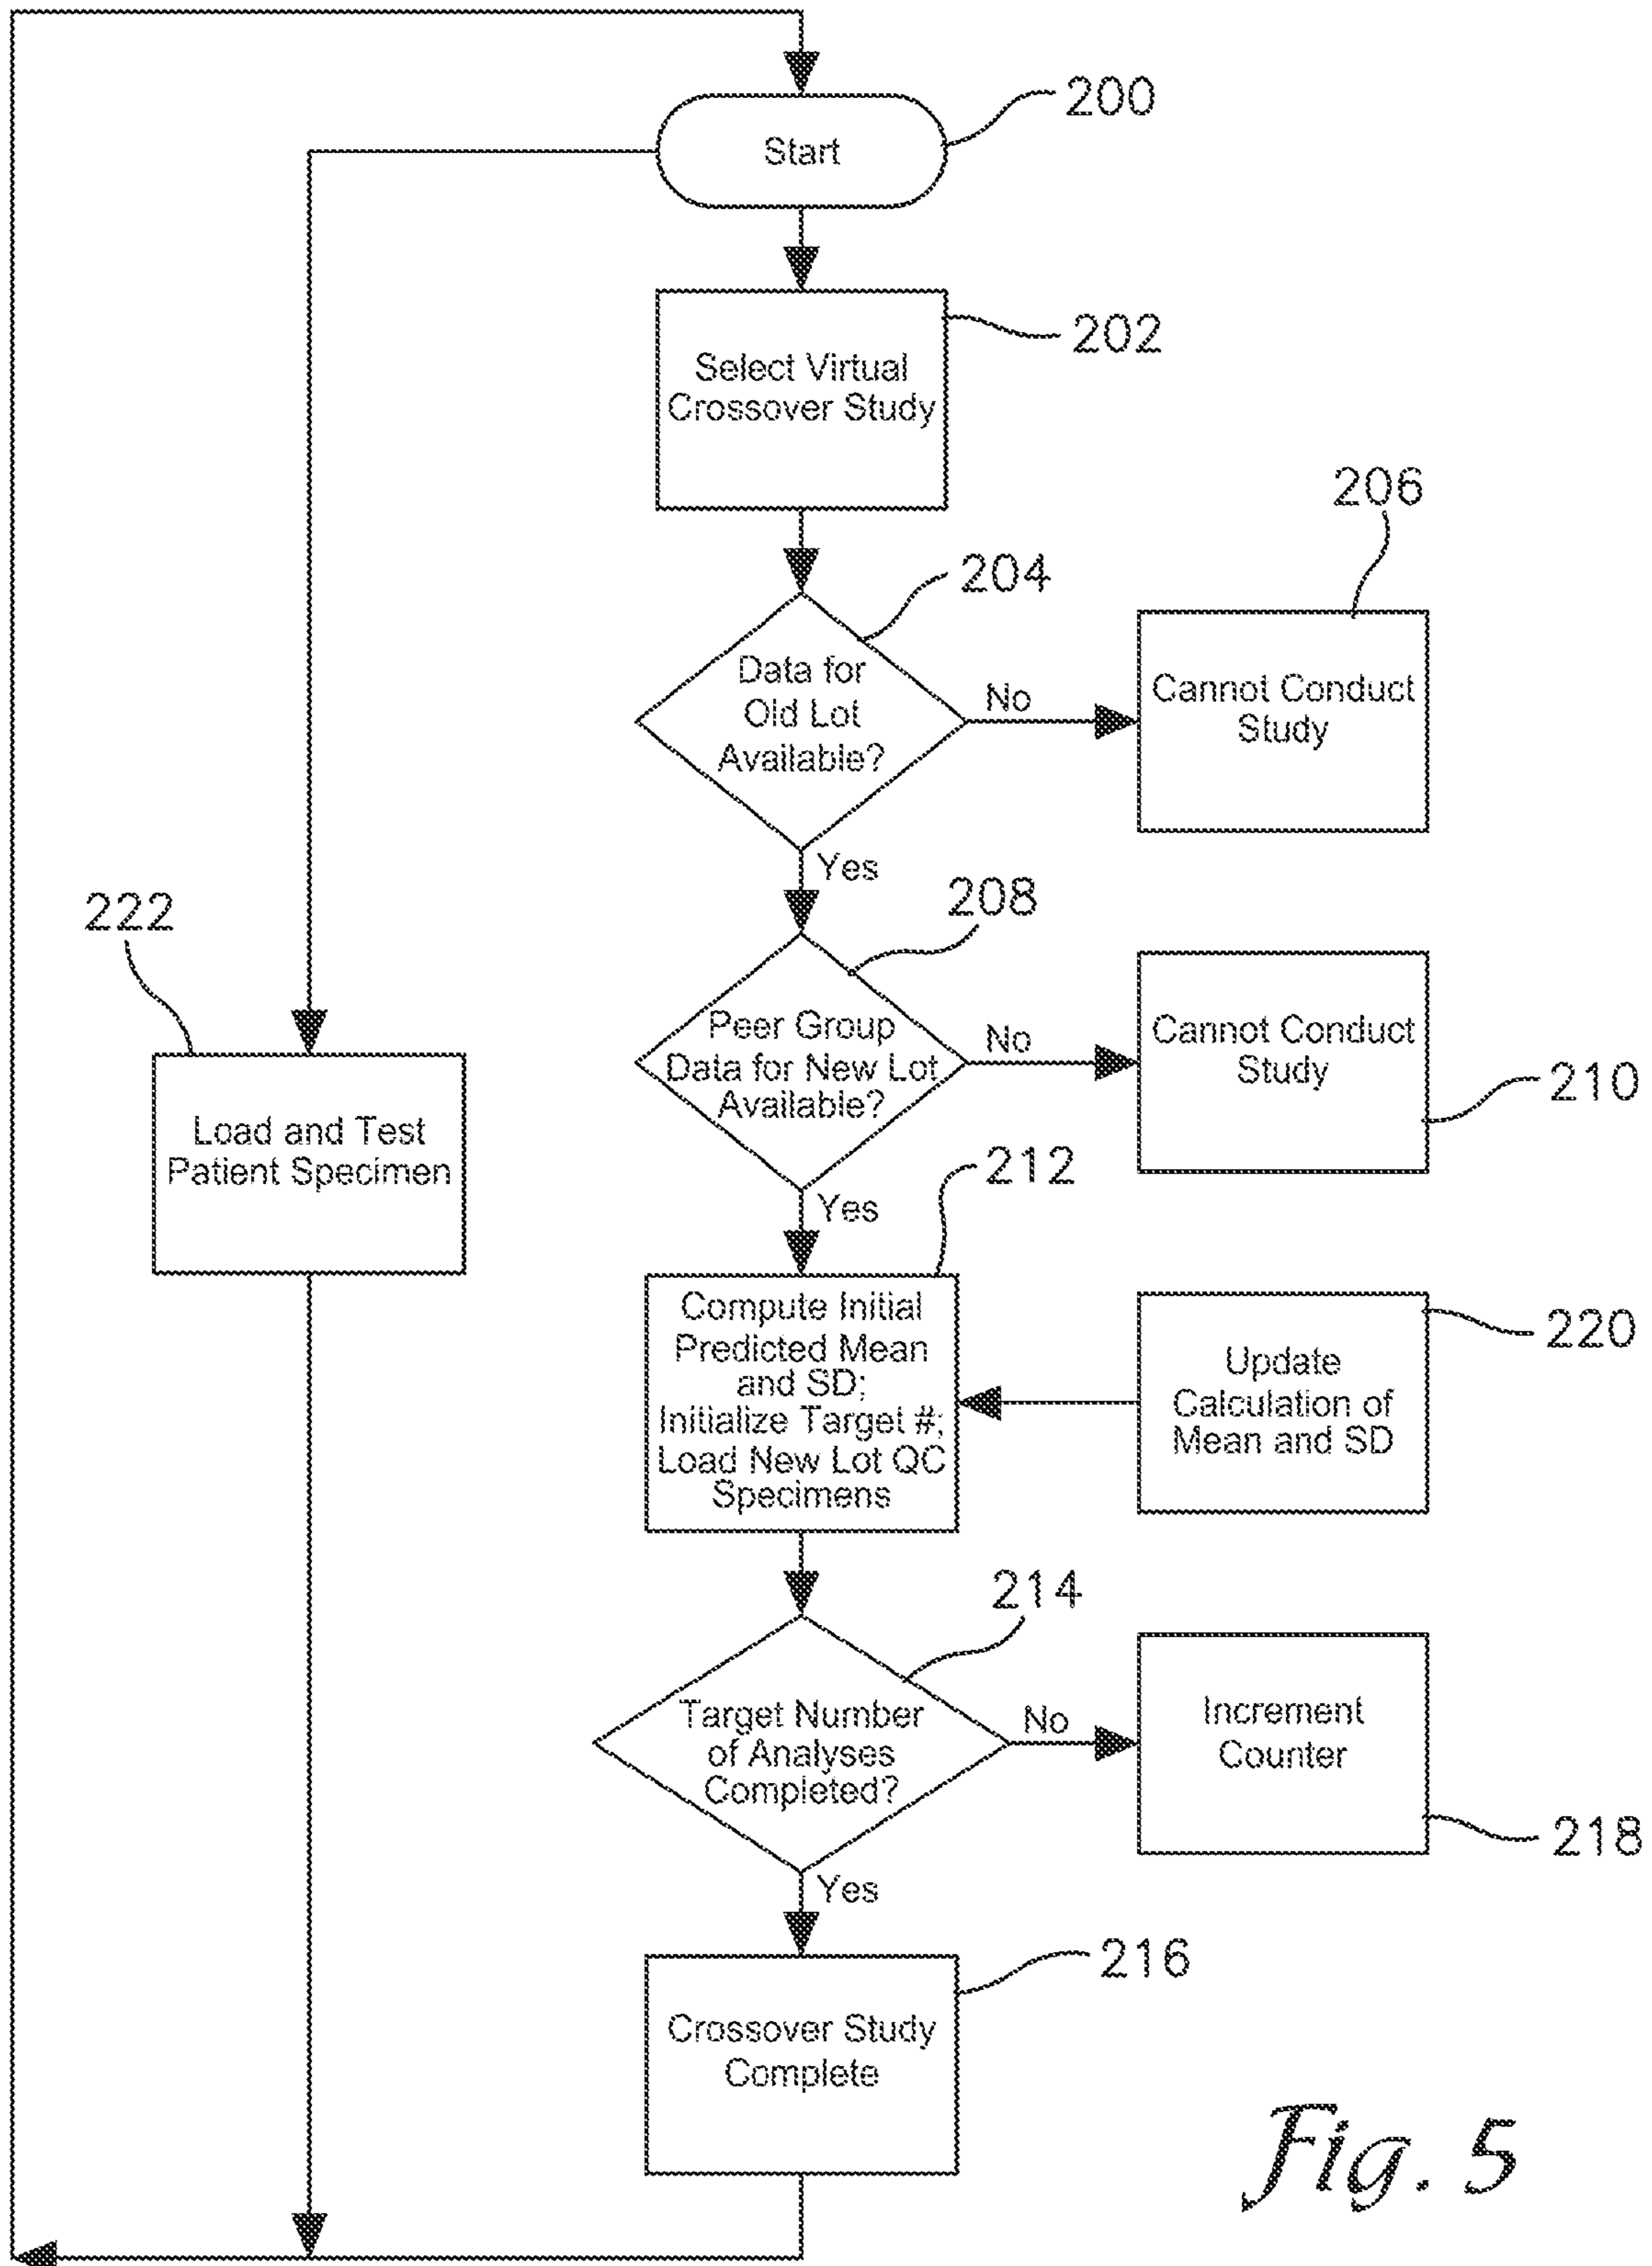 200
Start
202
Select Virtual
Crossover Study
206
204
Data for
Old Lot
Available?
No
Cannot Conduct
Study
Yes
208
222
Peer Group
Data for New Lot
Available?
No
Cannot Conduct
Study
210
Load and Test
Patient Specimen
212
Yes
Compute Initial
Predicted Mean
and SD;
Initialize Target #;
Load New Lot QC
Specimens
220
Update
Calculation of
Mean and SD
214
Target Number
of Analyses
Completed?
No
Increment
Counter
218
Yes
216
Crossover Study
Complete
Fig. 5